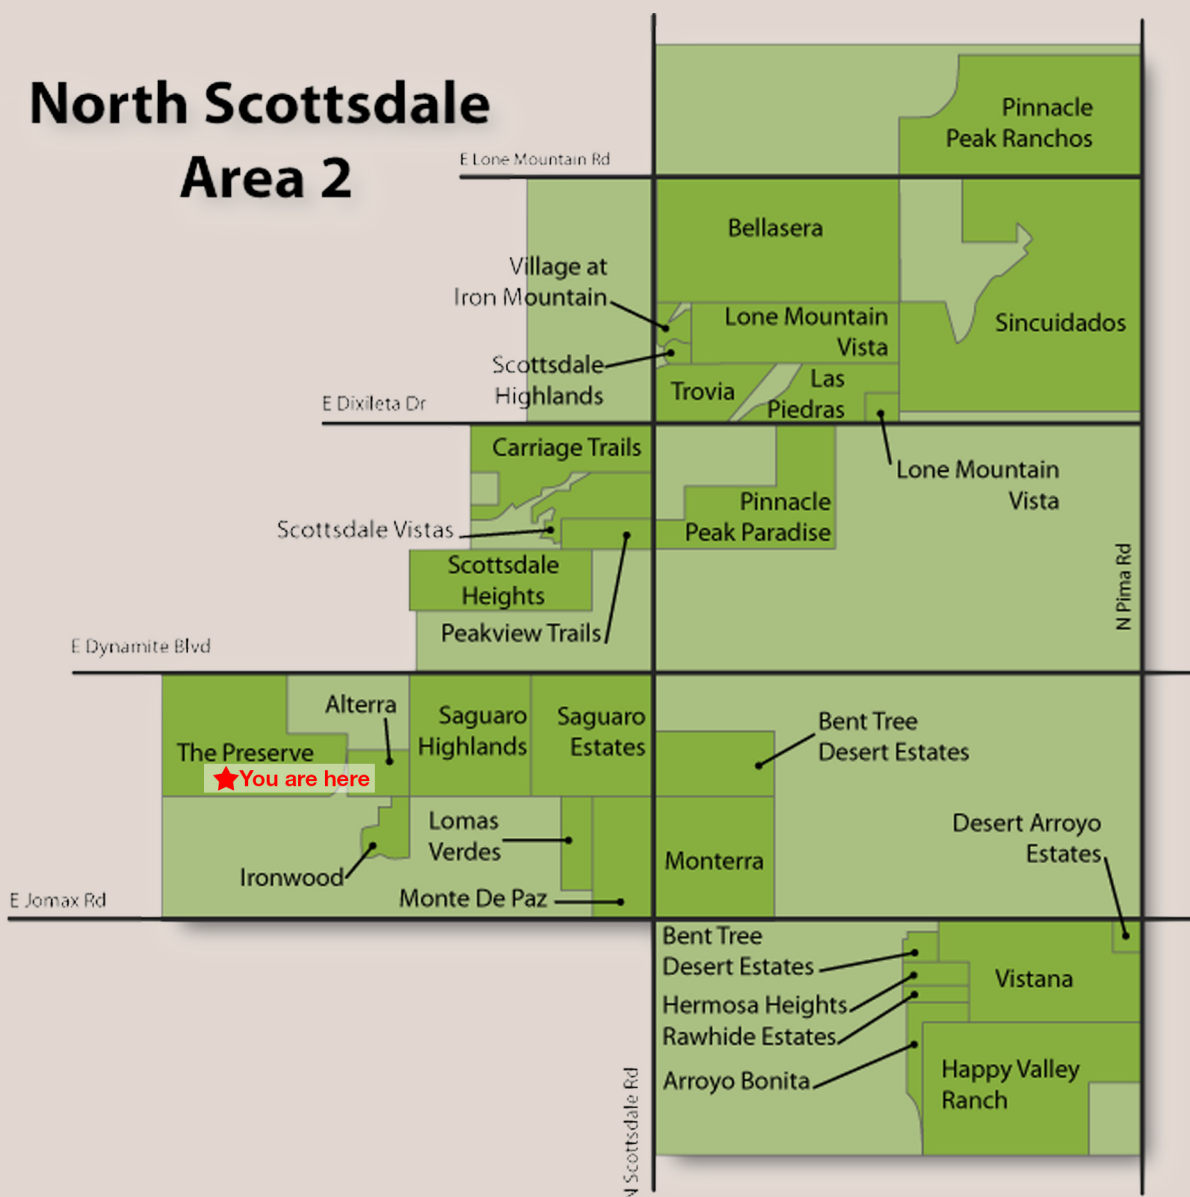 North Scottsdale
Area 2
E Lone Mountain Rd
Pinnacle
Peak Ranchos
Bellasera
Village at
Iron Mountain
Lone Mountain
Vista
Sincuidados
Scottsdale
Highlands
Trovia
Las
Piedras
E Dixileta Dr
Carriage Trails
Lone Mountain
Vista
Pinnacle
Peak Paradise
Scottsdale Vistas
Scottsdale
Heights
N Pima Rd
Peakview Trails
E Dynamite Blvd
Alterra
Saguaro
Highlands
Saguaro
Estates
Bent Tree
Desert Estates
The Preserve
You are here
Lomas
Verdes
Desert Arroyo
Estates
Monterra
Ironwood
Monte De Paz
E Jomax Rd
Bent Tree
Desert Estates
Vistana
Hermosa Heights
Rawhide Estates
Arroyo Bonita
Happy Valley
Ranch
N Scottsdale Rd